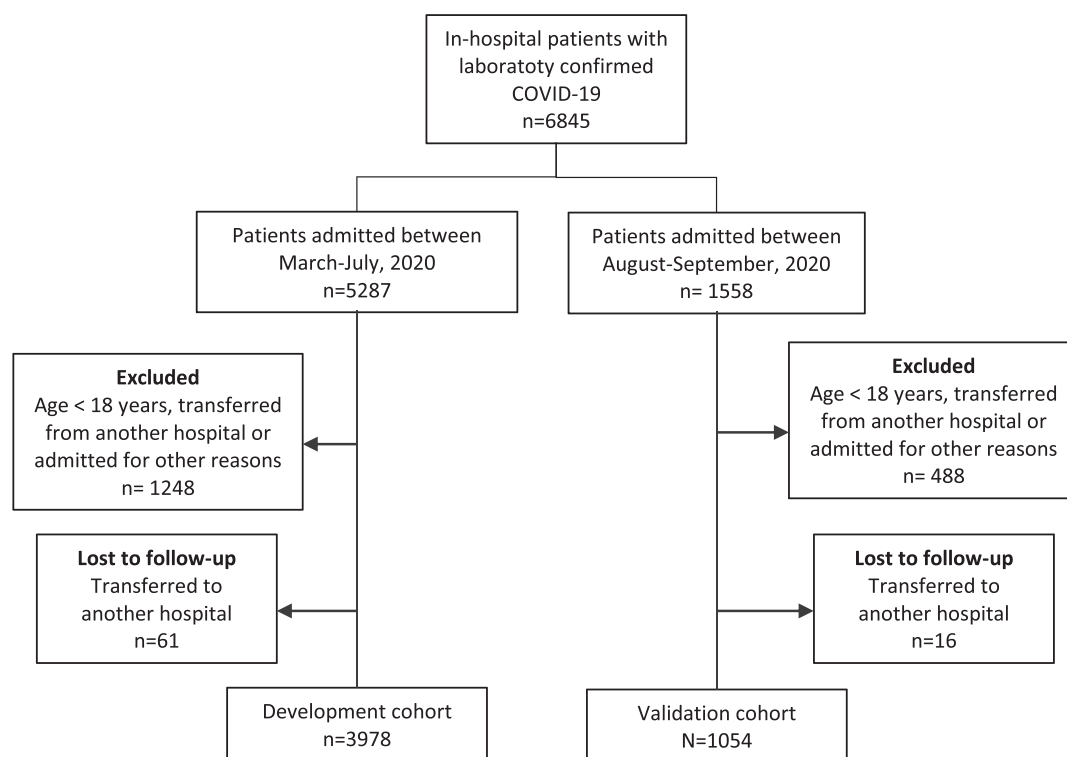 In-hospital patients with
laboratoty confirmed
COVID-19
n=6845
Patients admitted between
March-July, 2020
n=5287
Patients admitted between
August-September, 2020
n= 1558
Excluded
Age < 18 years, transferred
from another hospital or
admitted for other reasons
n= 1248
Excluded
Age < 18 years, transferred
from another hospital or
admitted for other reasons
n= 488
Lost to follow-up
Transferred to
another hospital
n=61
Lost to follow-up
Transferred to
another hospital
n=16
Development cohort
n=3978
Validation cohort
N=1054